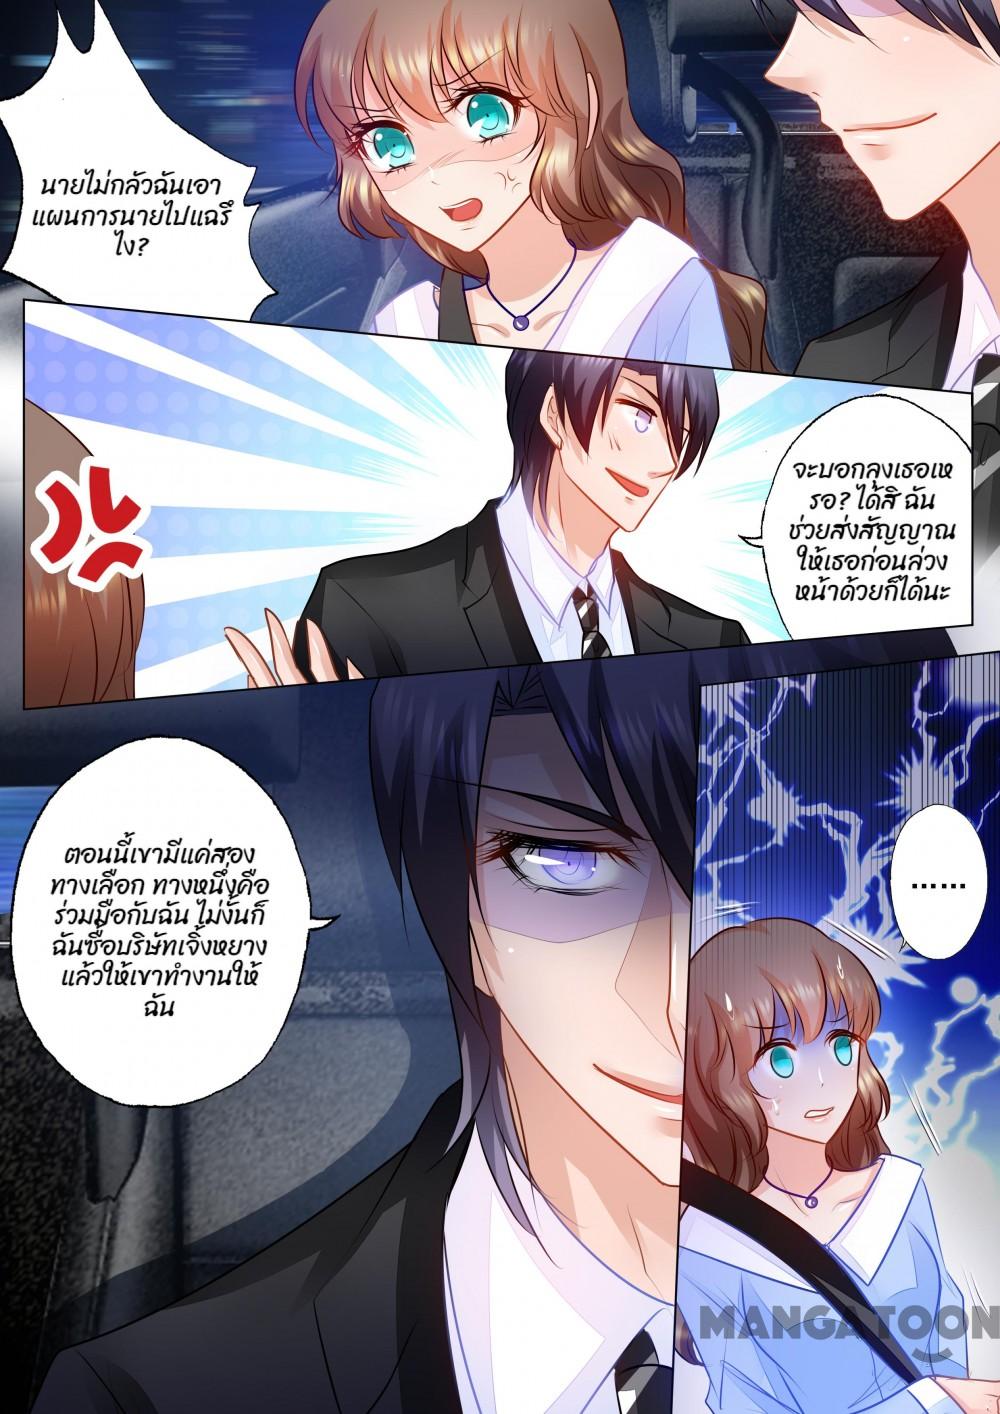 นายไม่กลัวฉันเอา
แผนการนายไปแฉรึ
ไง?
จะบอกลุงเธอเห
รอ? ได้สิ ฉัน
ช่วยส่งสัญญาณ
ให้เธอก่อนล่วง
หน้าด้วยก็ได้นะ
ตอนนี้เขามีแค่สอง
ทางเลือก ทางหนึ่งคือ
ร่วมมือกับฉัน ไม่งั้นก็
ฉันซื้อบริษัทเจิ้งหยาง
แล้วให้เขาทำงานให้
ฉัน
……
MANGATOON